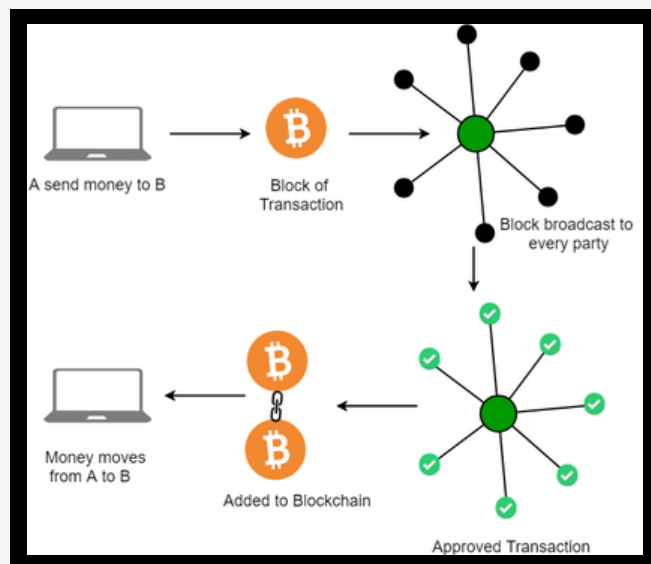 A send money to B
Block of
Transaction
Block broadcast to
every party
Money moves
from A to B
Added to Blockchain
Approved Transaction